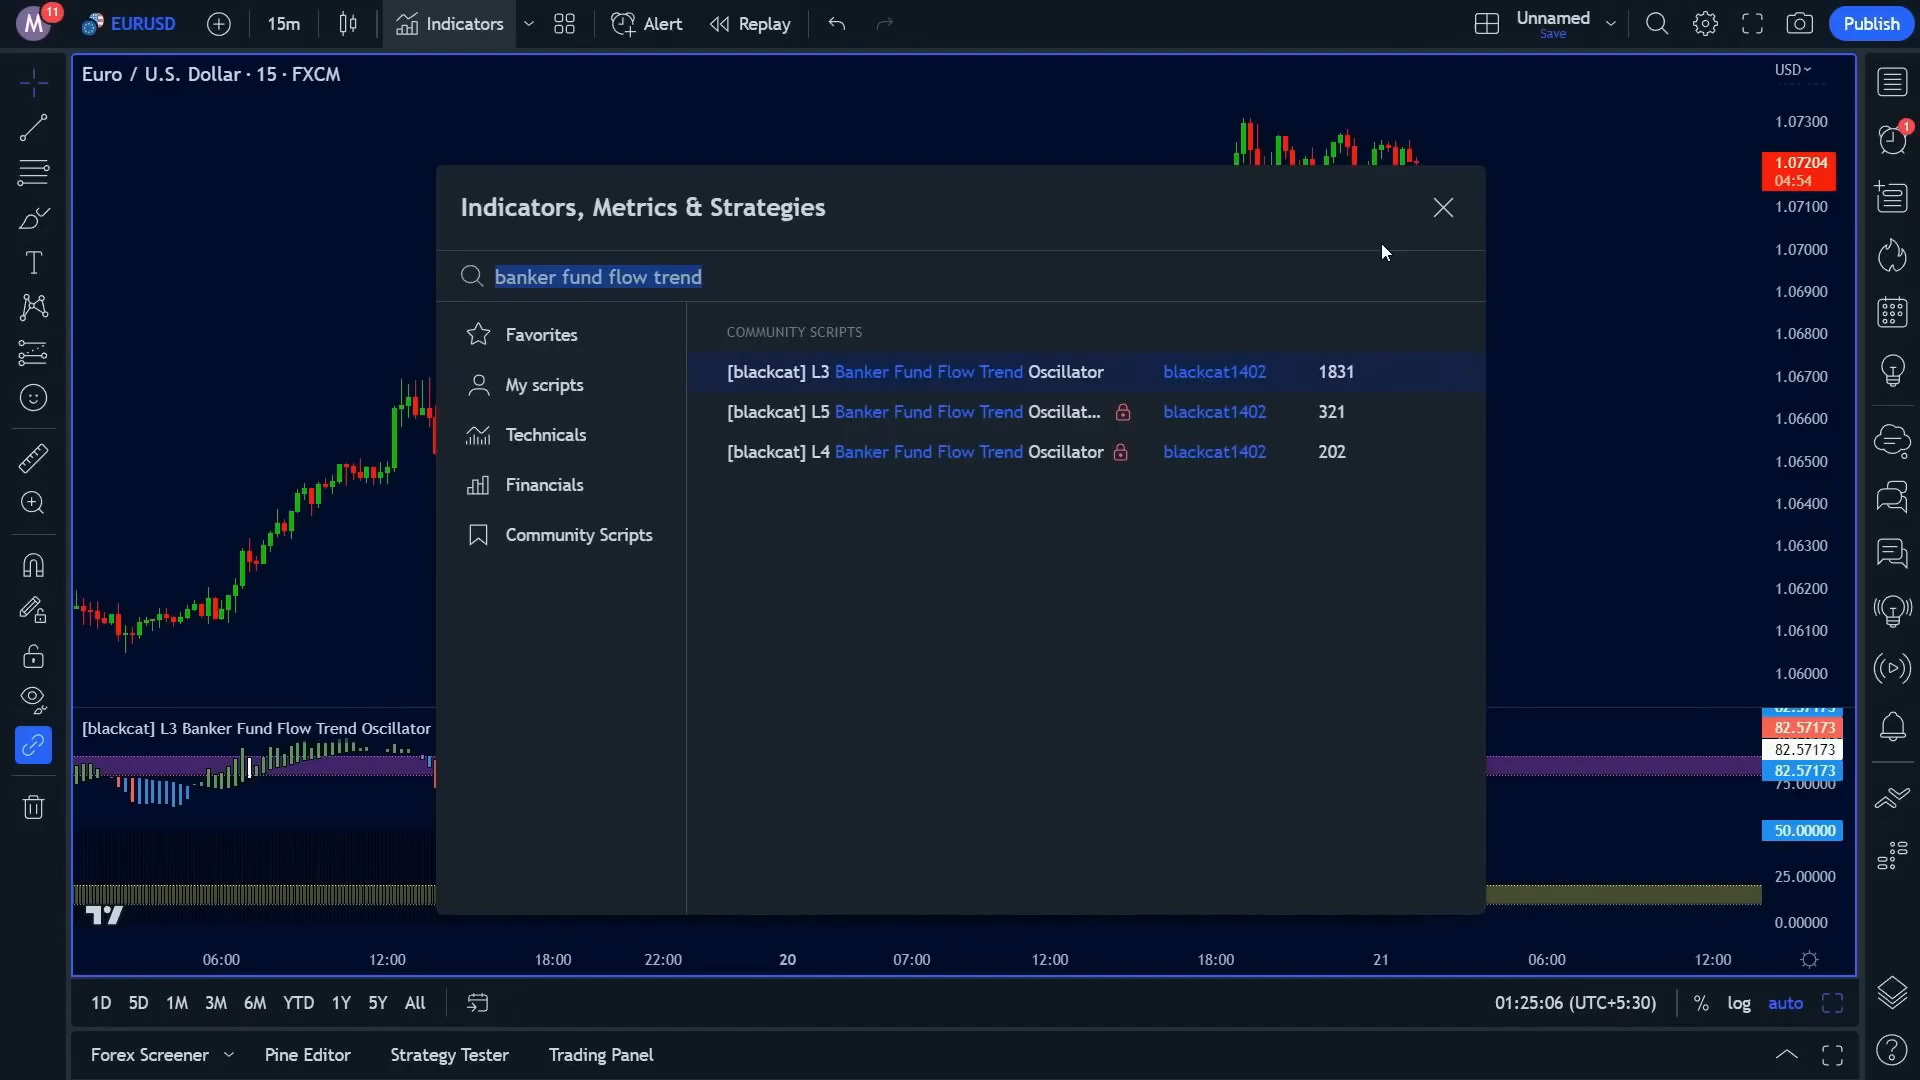 M 11 EURUSD 15m Indicators Alert Replay Unnamed Save Publish
Euro / U.S. Dollar · 15 · FXCM
USD
1.07300
1.07204
04:54
1.07100
1.07000
1.06900
1.06800
1.06700
1.06600
1.06500
1.06400
1.06300
1.06200
1.06100
1.06000
1
Indicators, Metrics & Strategies
banker fund flow trend
Favorites
My scripts
Technicals
Financials
Community Scripts
COMMUNITY SCRIPTS
[blackcat] L3 Banker Fund Flow Trend Oscillator blackcat1402 1831
[blackcat] L5 Banker Fund Flow Trend Oscillat... blackcat1402 321
[blackcat] L4 Banker Fund Flow Trend Oscillator blackcat1402 202
[blackcat] L3 Banker Fund Flow Trend Oscillator
82.57173
82.57173
82.57173
82.57173
75.00000
50.00000
25.00000
0.00000
06:00 12:00 18:00 22:00 20 07:00 12:00 18:00 21 06:00 12:00
1D 5D 1M 3M 6M YTD 1Y 5Y All 01:25:06 (UTC+5:30) % log auto
Forex Screener Pine Editor Strategy Tester Trading Panel